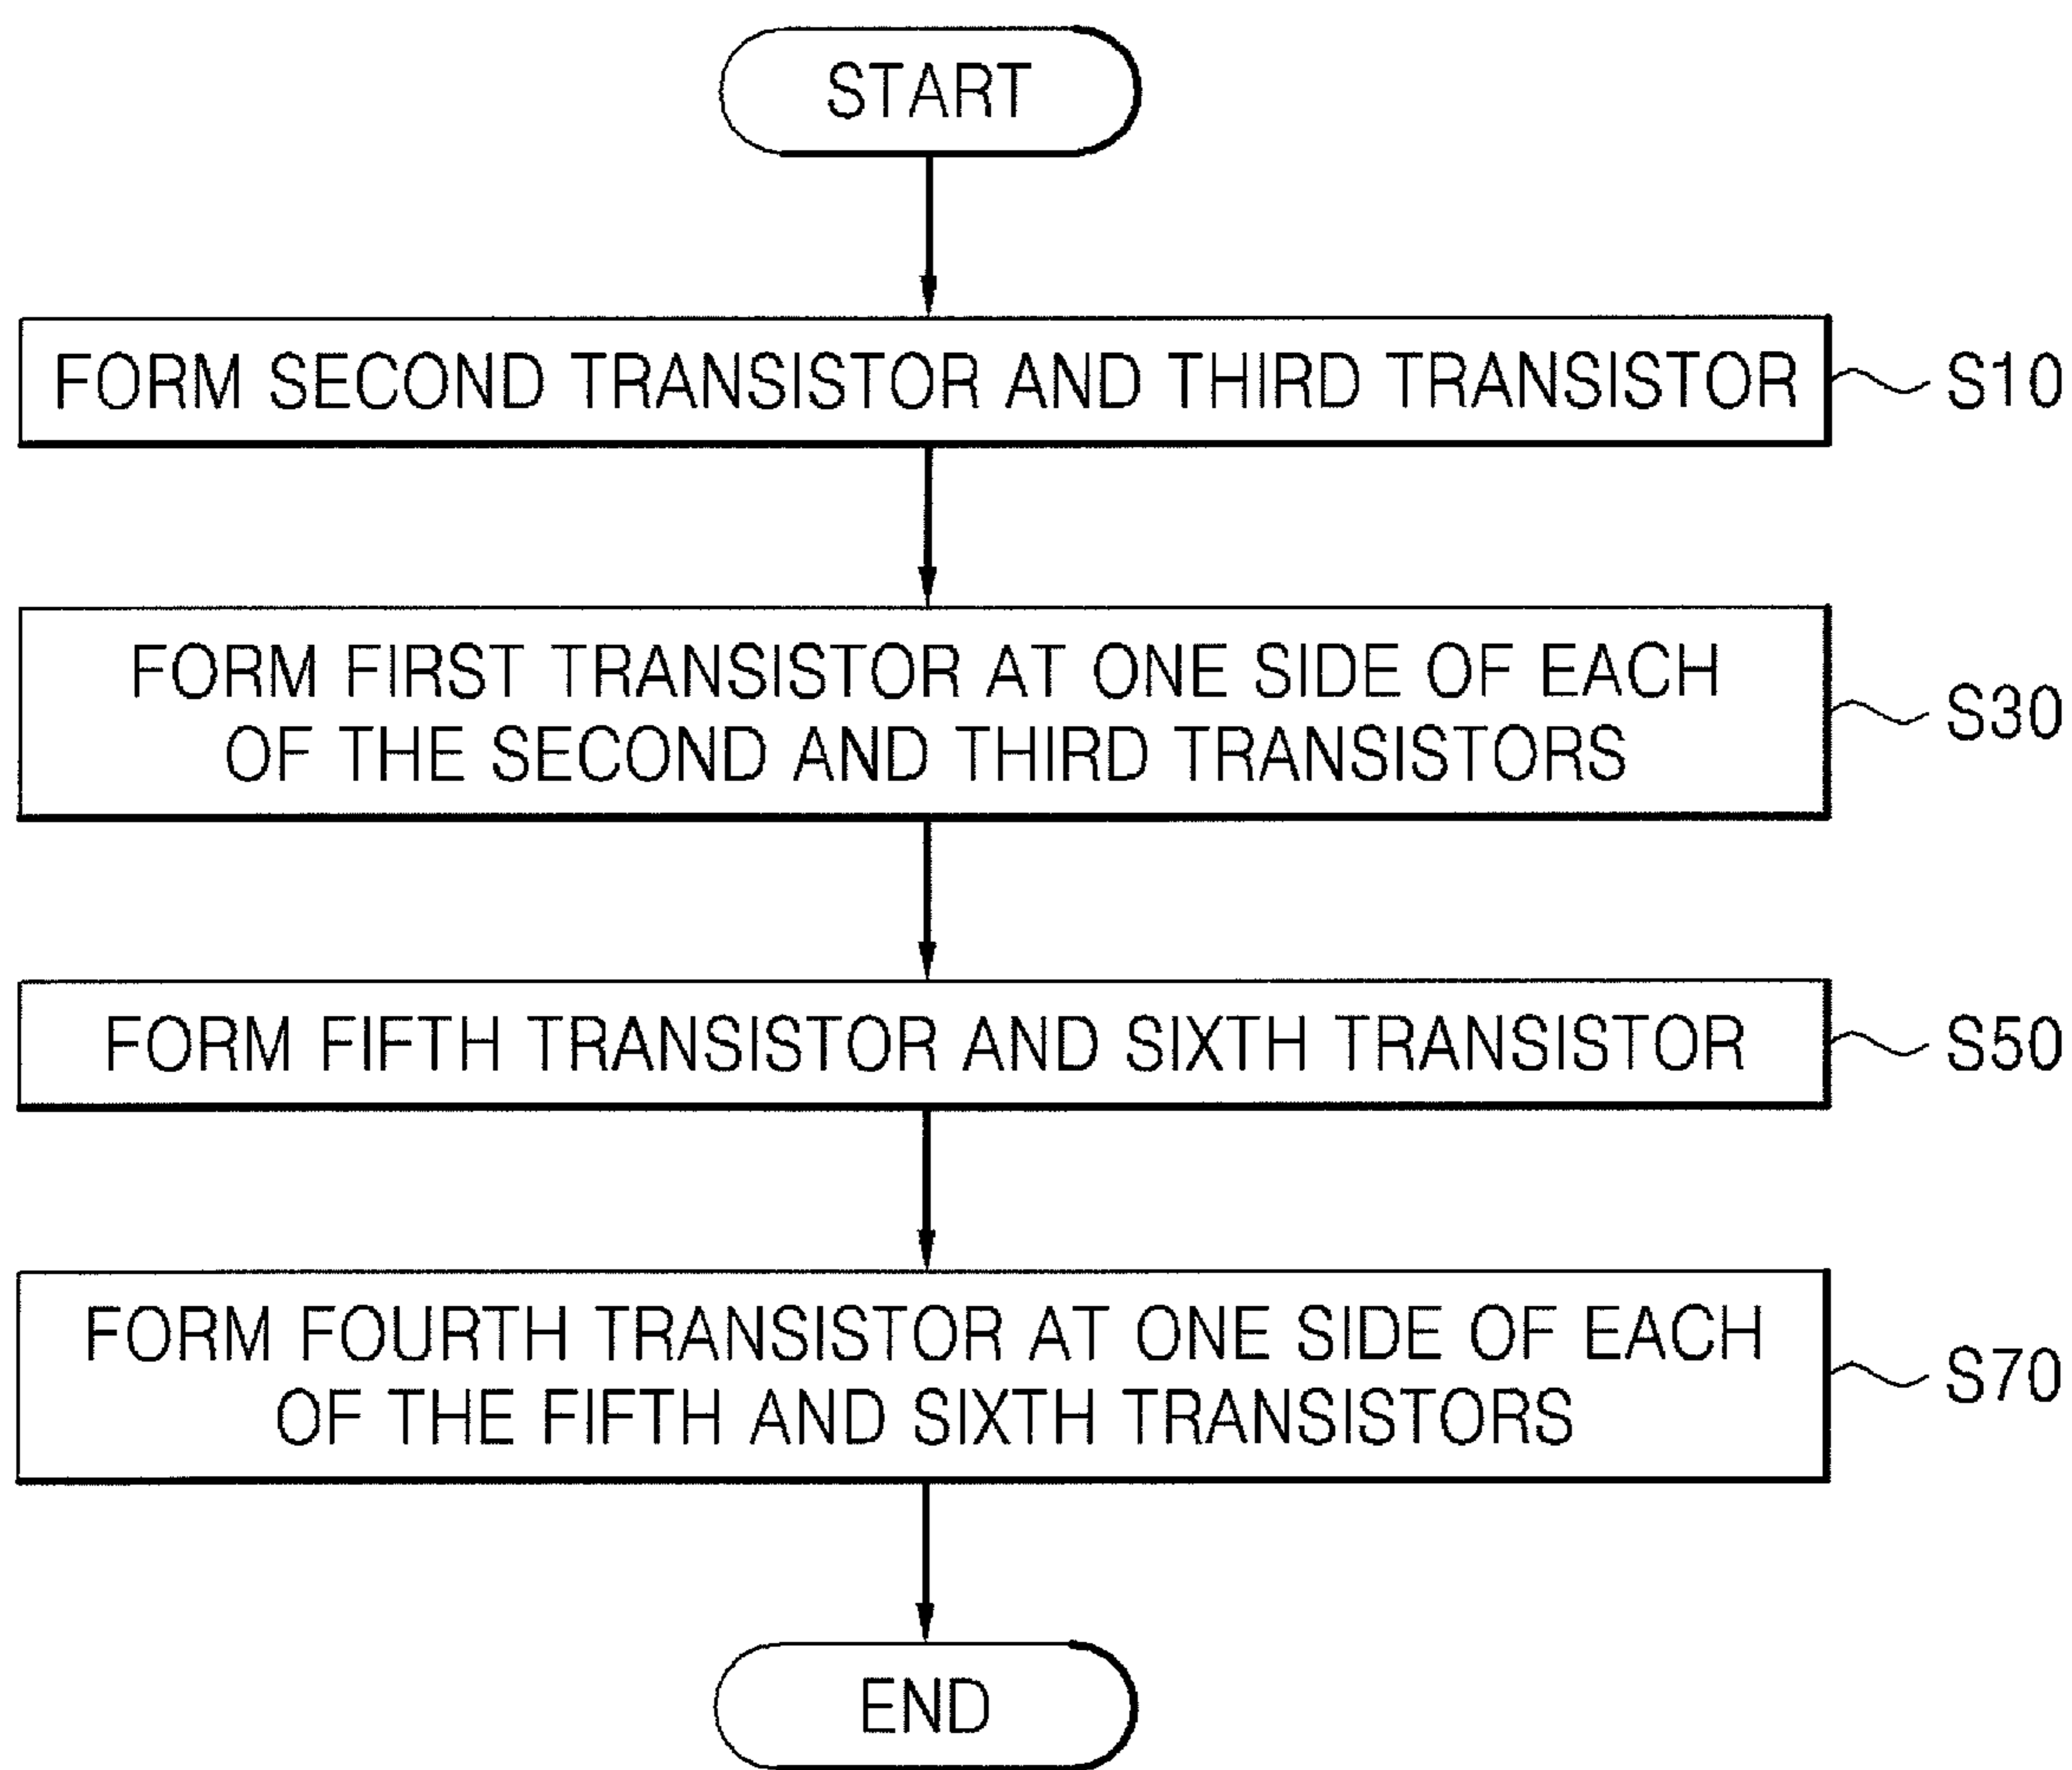 START
FORM SECOND TRANSISTOR AND THIRD TRANSISTOR
S10
FORM FIRST TRANSISTOR AT ONE SIDE OF EACH
OF THE SECOND AND THIRD TRANSISTORS
S30
FORM FIFTH TRANSISTOR AND SIXTH TRANSISTOR
S50
FORM FOURTH TRANSISTOR AT ONE SIDE OF EACH
OF THE FIFTH AND SIXTH TRANSISTORS
S70
END